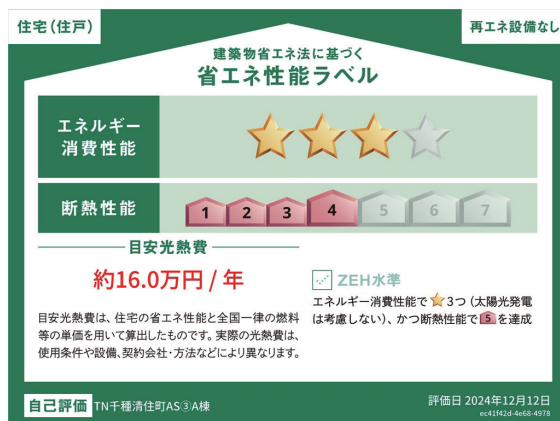 住宅(住戸)
再エネ設備なし
建築物省エネ法に基づく
省エネ性能ラベル
エネルギー
消費性能
断熱性能
1 2 3 4 5 6 7
目安光熱費
約16.0万円 / 年
目安光熱費は、住宅の省エネ性能と全国一律の燃料
等の単価を用いて算出したものです。実際の光熱費は、
使用条件や設備、契約会社・方法などにより異なります。
ZEH水準
エネルギー消費性能で3つ(太陽光発電
は考慮しない)、かつ断熱性能で5を達成
自己評価 TN千種清住町AS③A棟
評価日 2024年12月12日
ec41f42d-4e68-4978